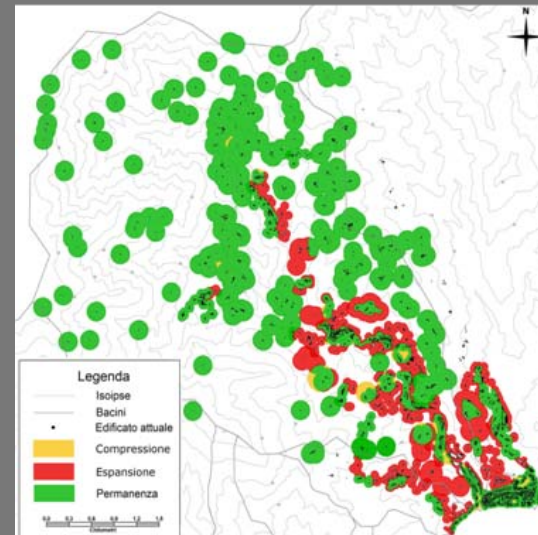 N
Legenda
Isoipse
Bacini
Edificato attuale
Compressione
Espansione
Permanenza